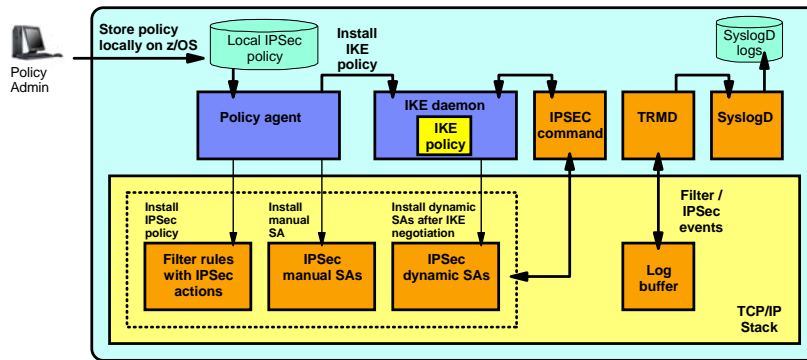 Store policy
locally on z/OS
Policy
Admin
Local IPSec
policy
Install
IKE
policy
SyslogD
logs
Policy agent
IKE daemon
IKE
policy
IPSEC
command
TRMD
SyslogD
Install
IPSec
policy
Install
manual
SA
Install dynamic
SAs after IKE
negotiation
Filter /
IPSec
events
Filter rules
with IPSec
actions
IPSec
manual SAs
IPSec
dynamic SAs
Log
buffer
TCP/IP
Stack